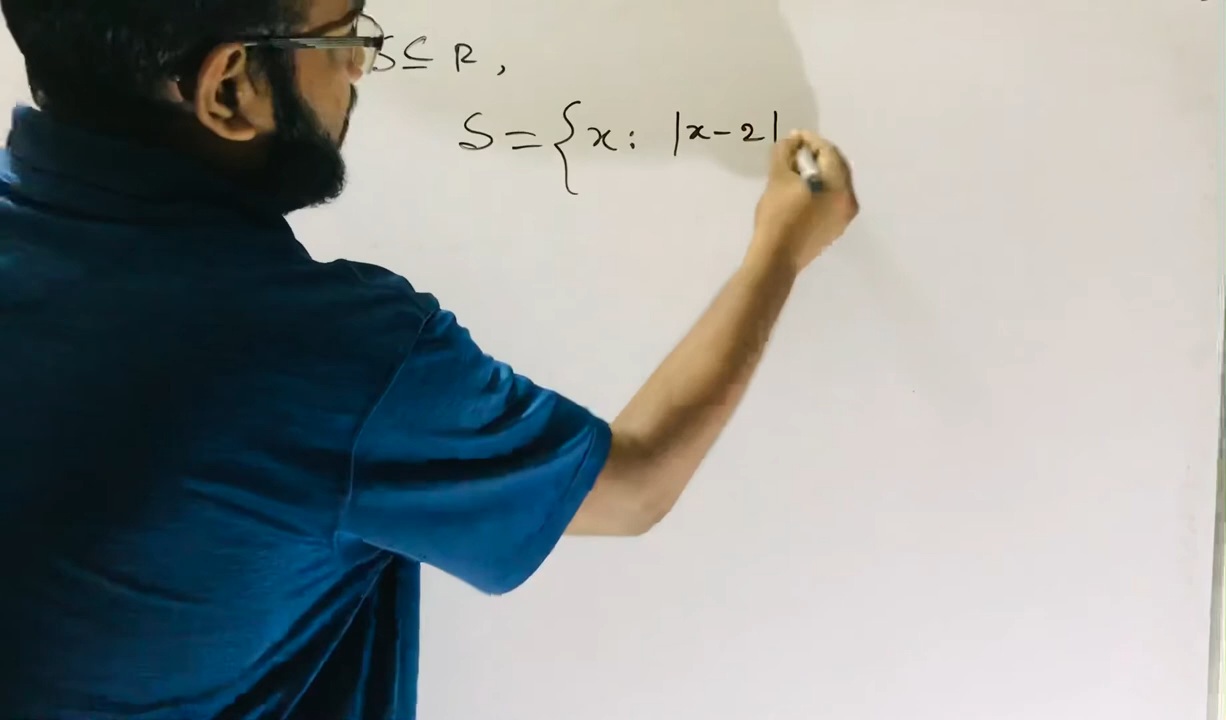 S ⊆ R,
S = { x : |x - 2|